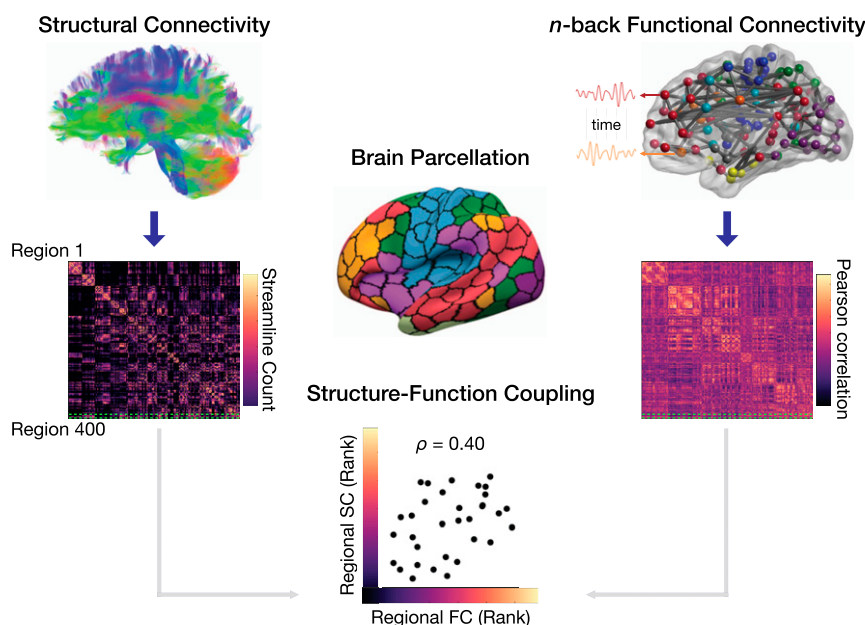 Structural Connectivity
n-back Functional Connectivity
time
Brain Parcellation
Region 1
Streamline Count
Pearson correlation
Region 400
Structure-Function Coupling
ρ = 0.40
Regional SC (Rank)
Regional FC (Rank)